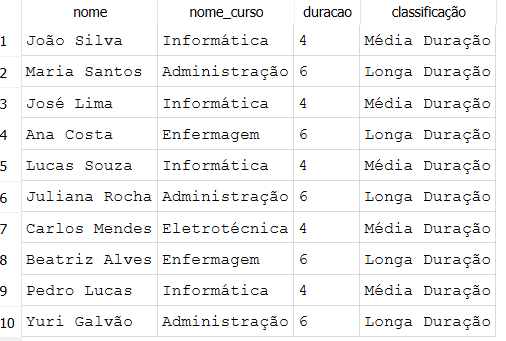 nome nome_curso duracao classificação
1 João Silva Informática 4 Média Duração
2 Maria Santos Administração 6 Longa Duração
3 José Lima Informática 4 Média Duração
4 Ana Costa Enfermagem 6 Longa Duração
5 Lucas Souza Informática 4 Média Duração
6 Juliana Rocha Administração 6 Longa Duração
7 Carlos Mendes Eletrotécnica 4 Média Duração
8 Beatriz Alves Enfermagem 6 Longa Duração
9 Pedro Lucas Informática 4 Média Duração
10 Yuri Galvão Administração 6 Longa Duração